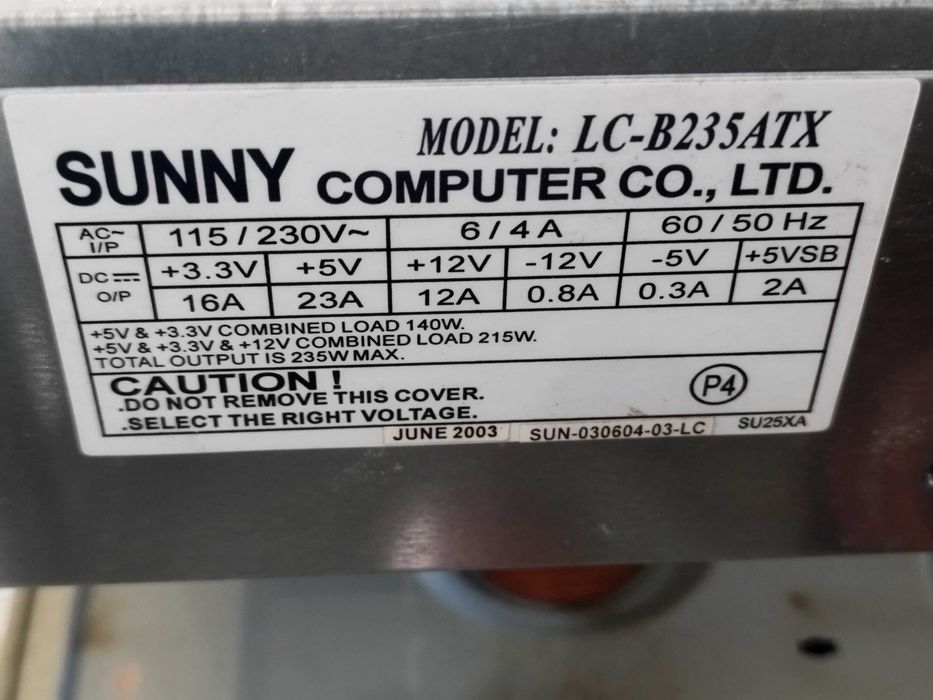 MODEL: LC-B235ATX
SUNNY COMPUTER CO., LTD.
AC~ I/P 115 / 230V~ 6 / 4 A 60 / 50 Hz
DC⎓ O/P +3.3V +5V +12V -12V -5V +5VSB
16A 23A 12A 0.8A 0.3A 2A
+5V & +3.3V COMBINED LOAD 140W.
+5V & +3.3V & +12V COMBINED LOAD 215W.
TOTAL OUTPUT IS 235W MAX.
CAUTION !
.DO NOT REMOVE THIS COVER.
.SELECT THE RIGHT VOLTAGE.
P4
JUNE 2003 SUN-030604-03-LC SU25XA